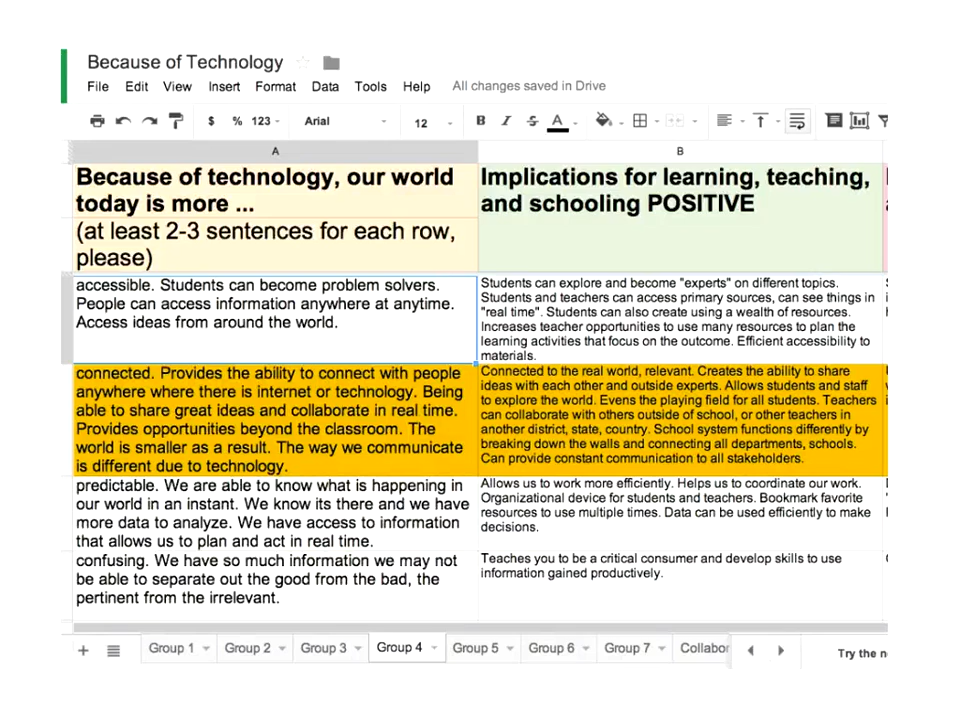 Because of Technology
File Edit View Insert Format Data Tools Help All changes saved in Drive
$ % 123 Arial 12 B I S A
A B
Because of technology, our world
today is more ...
(at least 2-3 sentences for each row,
please)
Implications for learning, teaching,
and schooling POSITIVE
accessible. Students can become problem solvers.
People can access information anywhere at anytime.
Access ideas from around the world.
Students can explore and become "experts" on different topics.
Students and teachers can access primary sources, can see things in
"real time". Students can also create using a wealth of resources.
Increases teacher opportunities to use many resources to plan the
learning activities that focus on the outcome. Efficient accessibility to
materials.
connected. Provides the ability to connect with people
anywhere where there is internet or technology. Being
able to share great ideas and collaborate in real time.
Provides opportunities beyond the classroom. The
world is smaller as a result. The way we communicate
is different due to technology.
Connected to the real world, relevant. Creates the ability to share
ideas with each other and outside experts. Allows students and staff
to explore the world. Evens the playing field for all students. Teachers
can collaborate with others outside of school, or other teachers in
another district, state, country. School system functions differently by
breaking down the walls and connecting all departments, schools.
Can provide constant communication to all stakeholders.
predictable. We are able to know what is happening in
our world in an instant. We know its there and we have
more data to analyze. We have access to information
that allows us to plan and act in real time.
Allows us to work more efficiently. Helps us to coordinate our work.
Organizational device for students and teachers. Bookmark favorite
resources to use multiple times. Data can be used efficiently to make
decisions.
confusing. We have so much information we may not
be able to separate out the good from the bad, the
pertinent from the irrelevant.
Teaches you to be a critical consumer and develop skills to use
information gained productively.
Group 1 Group 2 Group 3 Group 4 Group 5 Group 6 Group 7 Collabor Try the